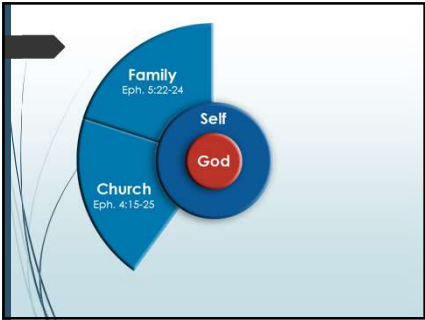 Family
Eph. 5:22-24
Self
God
Church
Eph. 4:15-25